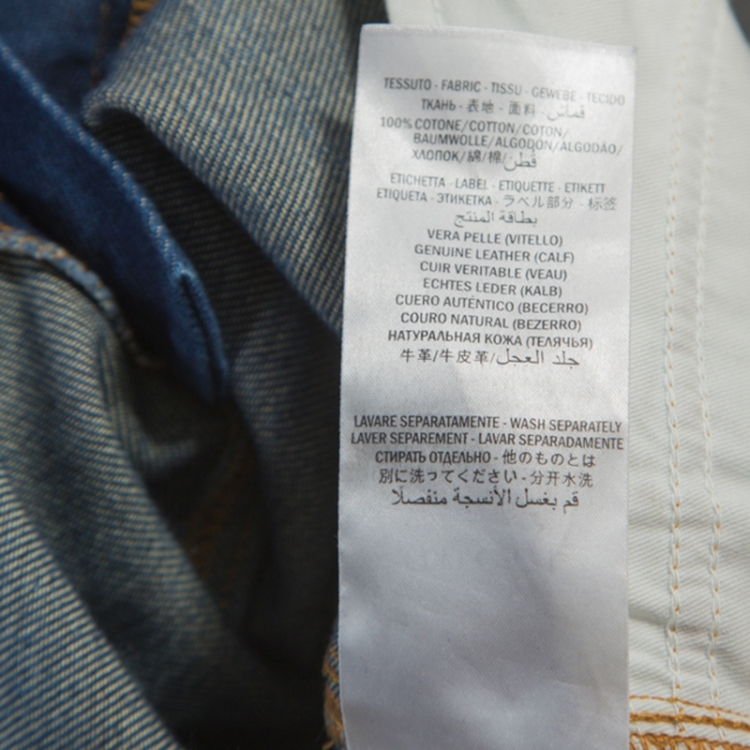 TESSUTO - FABRIC - TISSU - GEWEBE - TECIDO
ТКАНЬ - 表地 - 面料 - قماش
100% COTONE/COTTON/COTON/
BAUMWOLLE/ALGODÓN/ALGODÃO/
ХЛОПОК/綿/棉/قطن
ETICHETTA - LABEL - ETIQUETTE - ETIKETT
ETIQUETA - ЭТИКЕТКА - ラベル部分 - 标签
بطاقة المنتج
VERA PELLE (VITELLO)
GENUINE LEATHER (CALF)
CUIR VERITABLE (VEAU)
ECHTES LEDER (KALB)
CUERO AUTÉNTICO (BECERRO)
COURO NATURAL (BEZERRO)
НАТУРАЛЬНАЯ КОЖА (ТЕЛЯЧЬЯ)
牛革/牛皮革/جلد العجل
LAVARE SEPARATAMENTE - WASH SEPARATELY
LAVER SEPAREMENT - LAVAR SEPARADAMENTE
СТИРАТЬ ОТДЕЛЬНО - 他のものとは
別に洗ってください - 分开水洗
قم بغسل الأنسجة منفصلًا